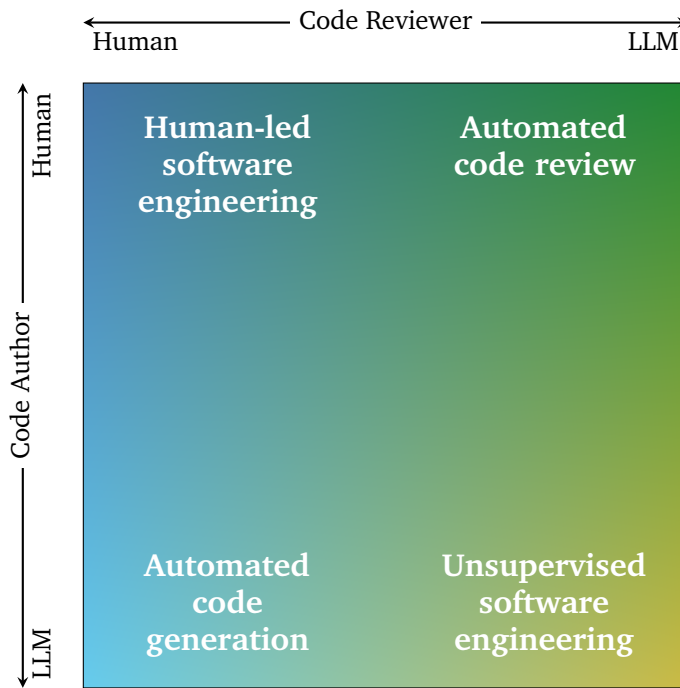 Code Reviewer
Human LLM
Human
Code Author
LLM
Human-led
software
engineering
Automated
code review
Automated
code
generation
Unsupervised
software
engineering